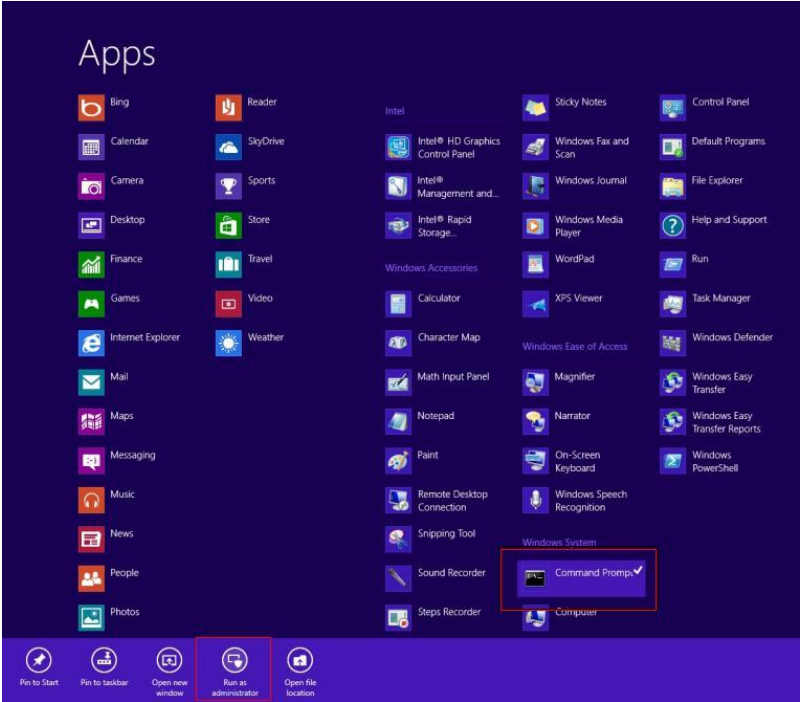 Apps
Bing
Calendar
Camera
Desktop
Finance
Games
Internet Explorer
Mail
Maps
Messaging
Music
News
People
Photos
Reader
SkyDrive
Sports
Store
Travel
Video
Weather
Intel
Intel® HD Graphics
Control Panel
Intel®
Management and...
Intel® Rapid
Storage...
Windows Accessories
Calculator
Character Map
Math Input Panel
Notepad
Paint
Remote Desktop
Connection
Snipping Tool
Sound Recorder
Steps Recorder
Sticky Notes
Windows Fax and
Scan
Windows Journal
Windows Media
Player
WordPad
XPS Viewer
Windows Ease of Access
Magnifier
Narrator
On-Screen
Keyboard
Windows Speech
Recognition
Windows System
Command Prompt
Computer
Control Panel
Default Programs
File Explorer
Help and Support
Run
Task Manager
Windows Defender
Windows Easy
Transfer
Windows Easy
Transfer Reports
Windows
PowerShell
Pin to Start
Pin to taskbar
Open new
window
Run as
administrator
Open file
location